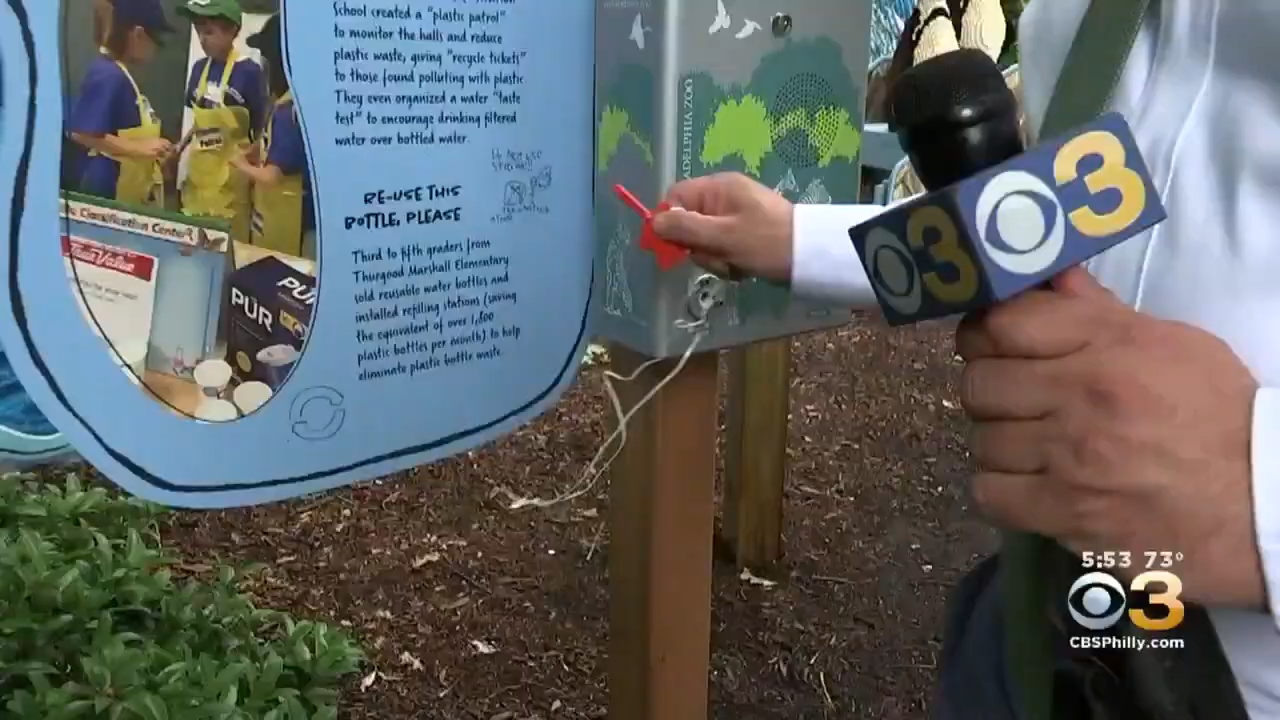 School created a "plastic patrol"
to monitor the halls and reduce
plastic waste, giving "recycle tickets"
to those found polluting with plastic
They even organized a water "taste
test" to encourage drinking filtered
water over bottled water.
RE-USE THIS
BOTTLE, PLEASE
Third to fifth graders from
Thurgood Marshall Elementary
sold reusable water bottles and
installed refilling stations (saving
the equivalent of over 1,600
plastic bottles per month) to help
eliminate plastic bottle waste.
Classification Center
True Value
PUR
PUR
ADELPHIA ZOO
3
3
5:53 73°
3
CBSPhilly.com